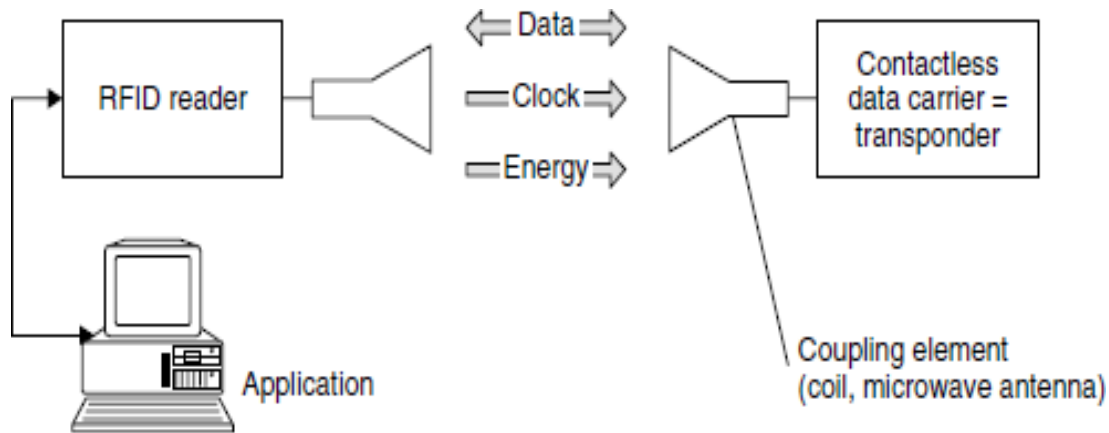 Data
RFID reader
Clock
Contactless
data carrier =
transponder
Energy
Application
Coupling element
(coil, microwave antenna)